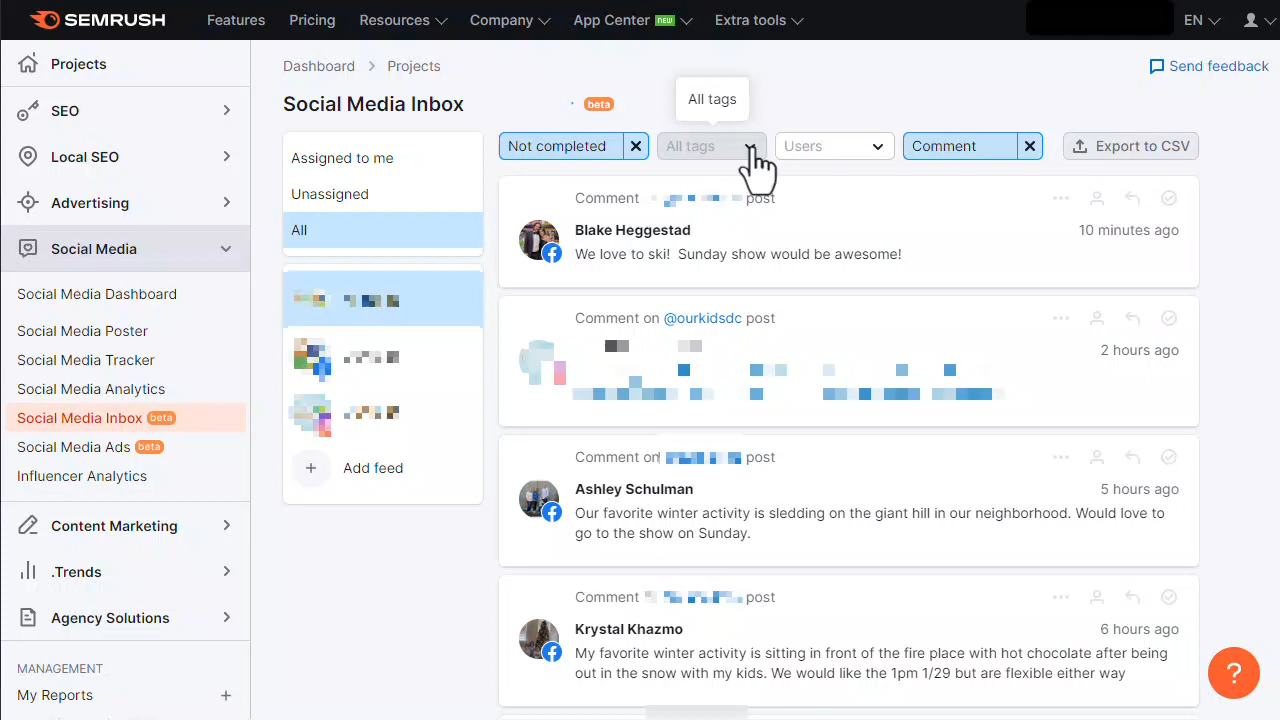 SEMRUSH Features Pricing Resources Company App Center NEW Extra tools EN
Projects
SEO
Local SEO
Advertising
Social Media
Social Media Dashboard
Social Media Poster
Social Media Tracker
Social Media Analytics
Social Media Inbox beta
Social Media Ads beta
Influencer Analytics
Content Marketing
.Trends
Agency Solutions
MANAGEMENT
My Reports +
Dashboard > Projects
Send feedback
Social Media Inbox beta
All tags
Assigned to me
Unassigned
All
+ Add feed
Not completed All tags Users Comment Export to CSV
Comment post
Blake Heggestad 10 minutes ago
We love to ski! Sunday show would be awesome!
Comment on @ourkidsdc post
2 hours ago
Comment on post
Ashley Schulman 5 hours ago
Our favorite winter activity is sledding on the giant hill in our neighborhood. Would love to
go to the show on Sunday.
Comment post
Krystal Khazmo 6 hours ago
My favorite winter activity is sitting in front of the fire place with hot chocolate after being
out in the snow with my kids. We would like the 1pm 1/29 but are flexible either way
?